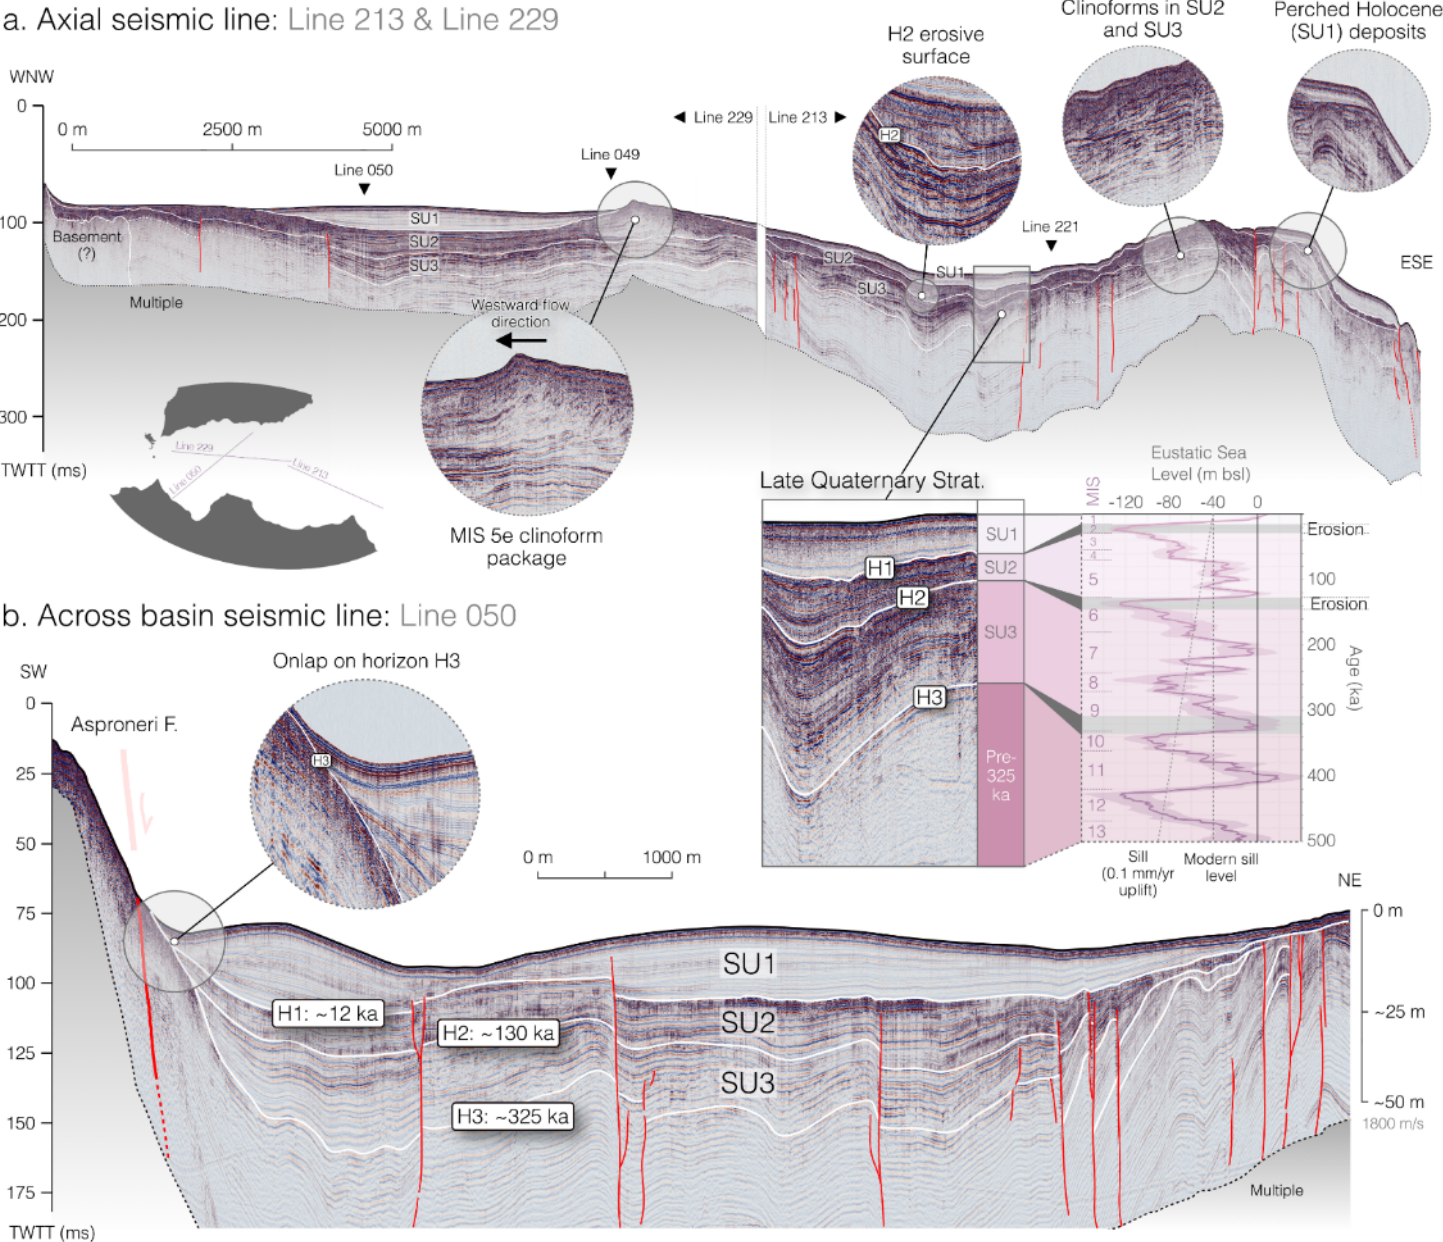 a. Axial seismic line: Line 213 & Line 229
H2 erosive
surface
Clinoforms in SU2
and SU3
Perched Holocene
(SU1) deposits
WNW
0
0 m
2500 m
5000 m
Line 229
Line 213
H2
Line 050
Line 049
Line 221
100
Basement
(?)
SU1
SU2
SU3
SU2
SU3
SU1
ESE
Multiple
Westward flow
direction
200
300
TWTT (ms)
Line 229
Line 050
Line 213
MIS 5e clinoform
package
Late Quaternary Strat.
H1
H2
H3
SU1
SU2
SU3
Pre-
325
ka
Eustatic Sea
Level (m bsl)
MIS
-120
-80
-40
0
1
2
3
4
5
6
7
8
9
10
11
12
13
Erosion
100
Erosion
200
300
400
500
Age (ka)
Sill
(0.1 mm/yr
uplift)
Modern sill
level
b. Across basin seismic line: Line 050
SW
Onlap on horizon H3
0
Asproneri F.
H3
25
50
75
100
125
150
175
TWTT (ms)
0 m
1000 m
NE
0 m
~25 m
~50 m
1800 m/s
SU1
H1: ~12 ka
H2: ~130 ka
SU2
SU3
H3: ~325 ka
Multiple